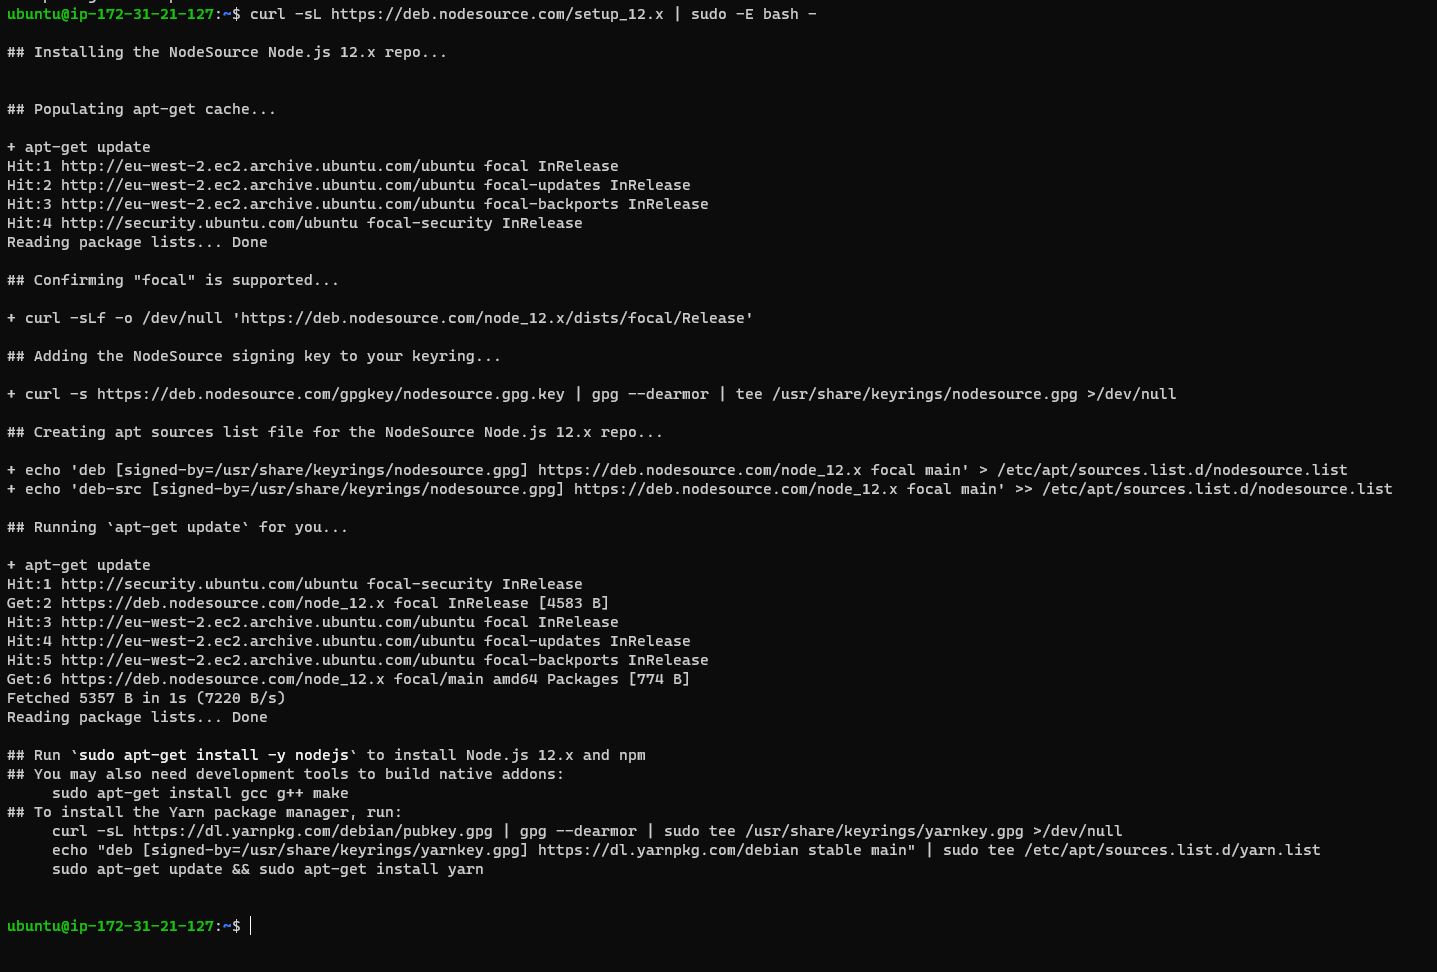 ubuntu@ip-172-31-21-127:~$ curl -sL https://deb.nodesource.com/setup_12.x | sudo -E bash -
## Installing the NodeSource Node.js 12.x repo...
## Populating apt-get cache...
+ apt-get update
Hit:1 http://eu-west-2.ec2.archive.ubuntu.com/ubuntu focal InRelease
Hit:2 http://eu-west-2.ec2.archive.ubuntu.com/ubuntu focal-updates InRelease
Hit:3 http://eu-west-2.ec2.archive.ubuntu.com/ubuntu focal-backports InRelease
Hit:4 http://security.ubuntu.com/ubuntu focal-security InRelease
Reading package lists... Done
## Confirming "focal" is supported...
+ curl -sLf -o /dev/null 'https://deb.nodesource.com/node_12.x/dists/focal/Release'
## Adding the NodeSource signing key to your keyring...
+ curl -s https://deb.nodesource.com/gpgkey/nodesource.gpg.key | gpg --dearmor | tee /usr/share/keyrings/nodesource.gpg >/dev/null
## Creating apt sources list file for the NodeSource Node.js 12.x repo...
+ echo 'deb [signed-by=/usr/share/keyrings/nodesource.gpg] https://deb.nodesource.com/node_12.x focal main' > /etc/apt/sources.list.d/nodesource.list
+ echo 'deb-src [signed-by=/usr/share/keyrings/nodesource.gpg] https://deb.nodesource.com/node_12.x focal main' >> /etc/apt/sources.list.d/nodesource.list
## Running `apt-get update` for you...
+ apt-get update
Hit:1 http://security.ubuntu.com/ubuntu focal-security InRelease
Get:2 https://deb.nodesource.com/node_12.x focal InRelease [4583 B]
Hit:3 http://eu-west-2.ec2.archive.ubuntu.com/ubuntu focal InRelease
Hit:4 http://eu-west-2.ec2.archive.ubuntu.com/ubuntu focal-updates InRelease
Hit:5 http://eu-west-2.ec2.archive.ubuntu.com/ubuntu focal-backports InRelease
Get:6 https://deb.nodesource.com/node_12.x focal/main amd64 Packages [774 B]
Fetched 5357 B in 1s (7220 B/s)
Reading package lists... Done
## Run `sudo apt-get install -y nodejs` to install Node.js 12.x and npm
## You may also need development tools to build native addons:
     sudo apt-get install gcc g++ make
## To install the Yarn package manager, run:
     curl -sL https://dl.yarnpkg.com/debian/pubkey.gpg | gpg --dearmor | sudo tee /usr/share/keyrings/yarnkey.gpg >/dev/null
     echo "deb [signed-by=/usr/share/keyrings/yarnkey.gpg] https://dl.yarnpkg.com/debian stable main" | sudo tee /etc/apt/sources.list.d/yarn.list
     sudo apt-get update && sudo apt-get install yarn
ubuntu@ip-172-31-21-127:~$